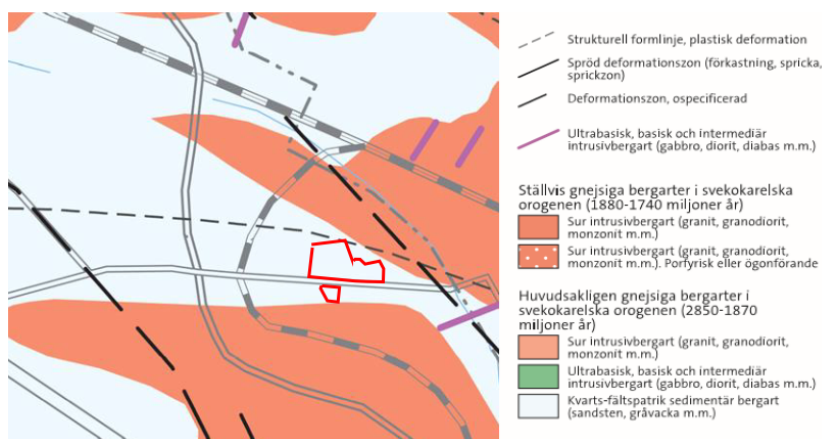 Strukturell formlinje, plastisk deformation
Spröd deformationszon (förkastning, spricka,
sprickzon)
Deformationszon, ospecificerad
Ultrabasisk, basisk och intermediär
intrusivbergart (gabbro, diorit, diabas m.m.)
Ställvis gnejsiga bergarter i svekokarelska
orogenen (1880-1740 miljoner år)
Sur intrusivbergart (granit, granodiorit,
monzonit m.m.)
Sur intrusivbergart (granit, granodiorit,
monzonit m.m.). Porfyrisk eller ögonförande
Huvudsakligen gnejsiga bergarter i
svekokarelska orogenen (2850-1870
miljoner år)
Sur intrusivbergart (granit, granodiorit,
monzonit m.m.)
Ultrabasisk, basisk och intermediär
intrusivbergart (gabbro, diorit, diabas m.m.)
Kvarts-fältspatrik sedimentär bergart
(sandsten, gråvacka m.m.)